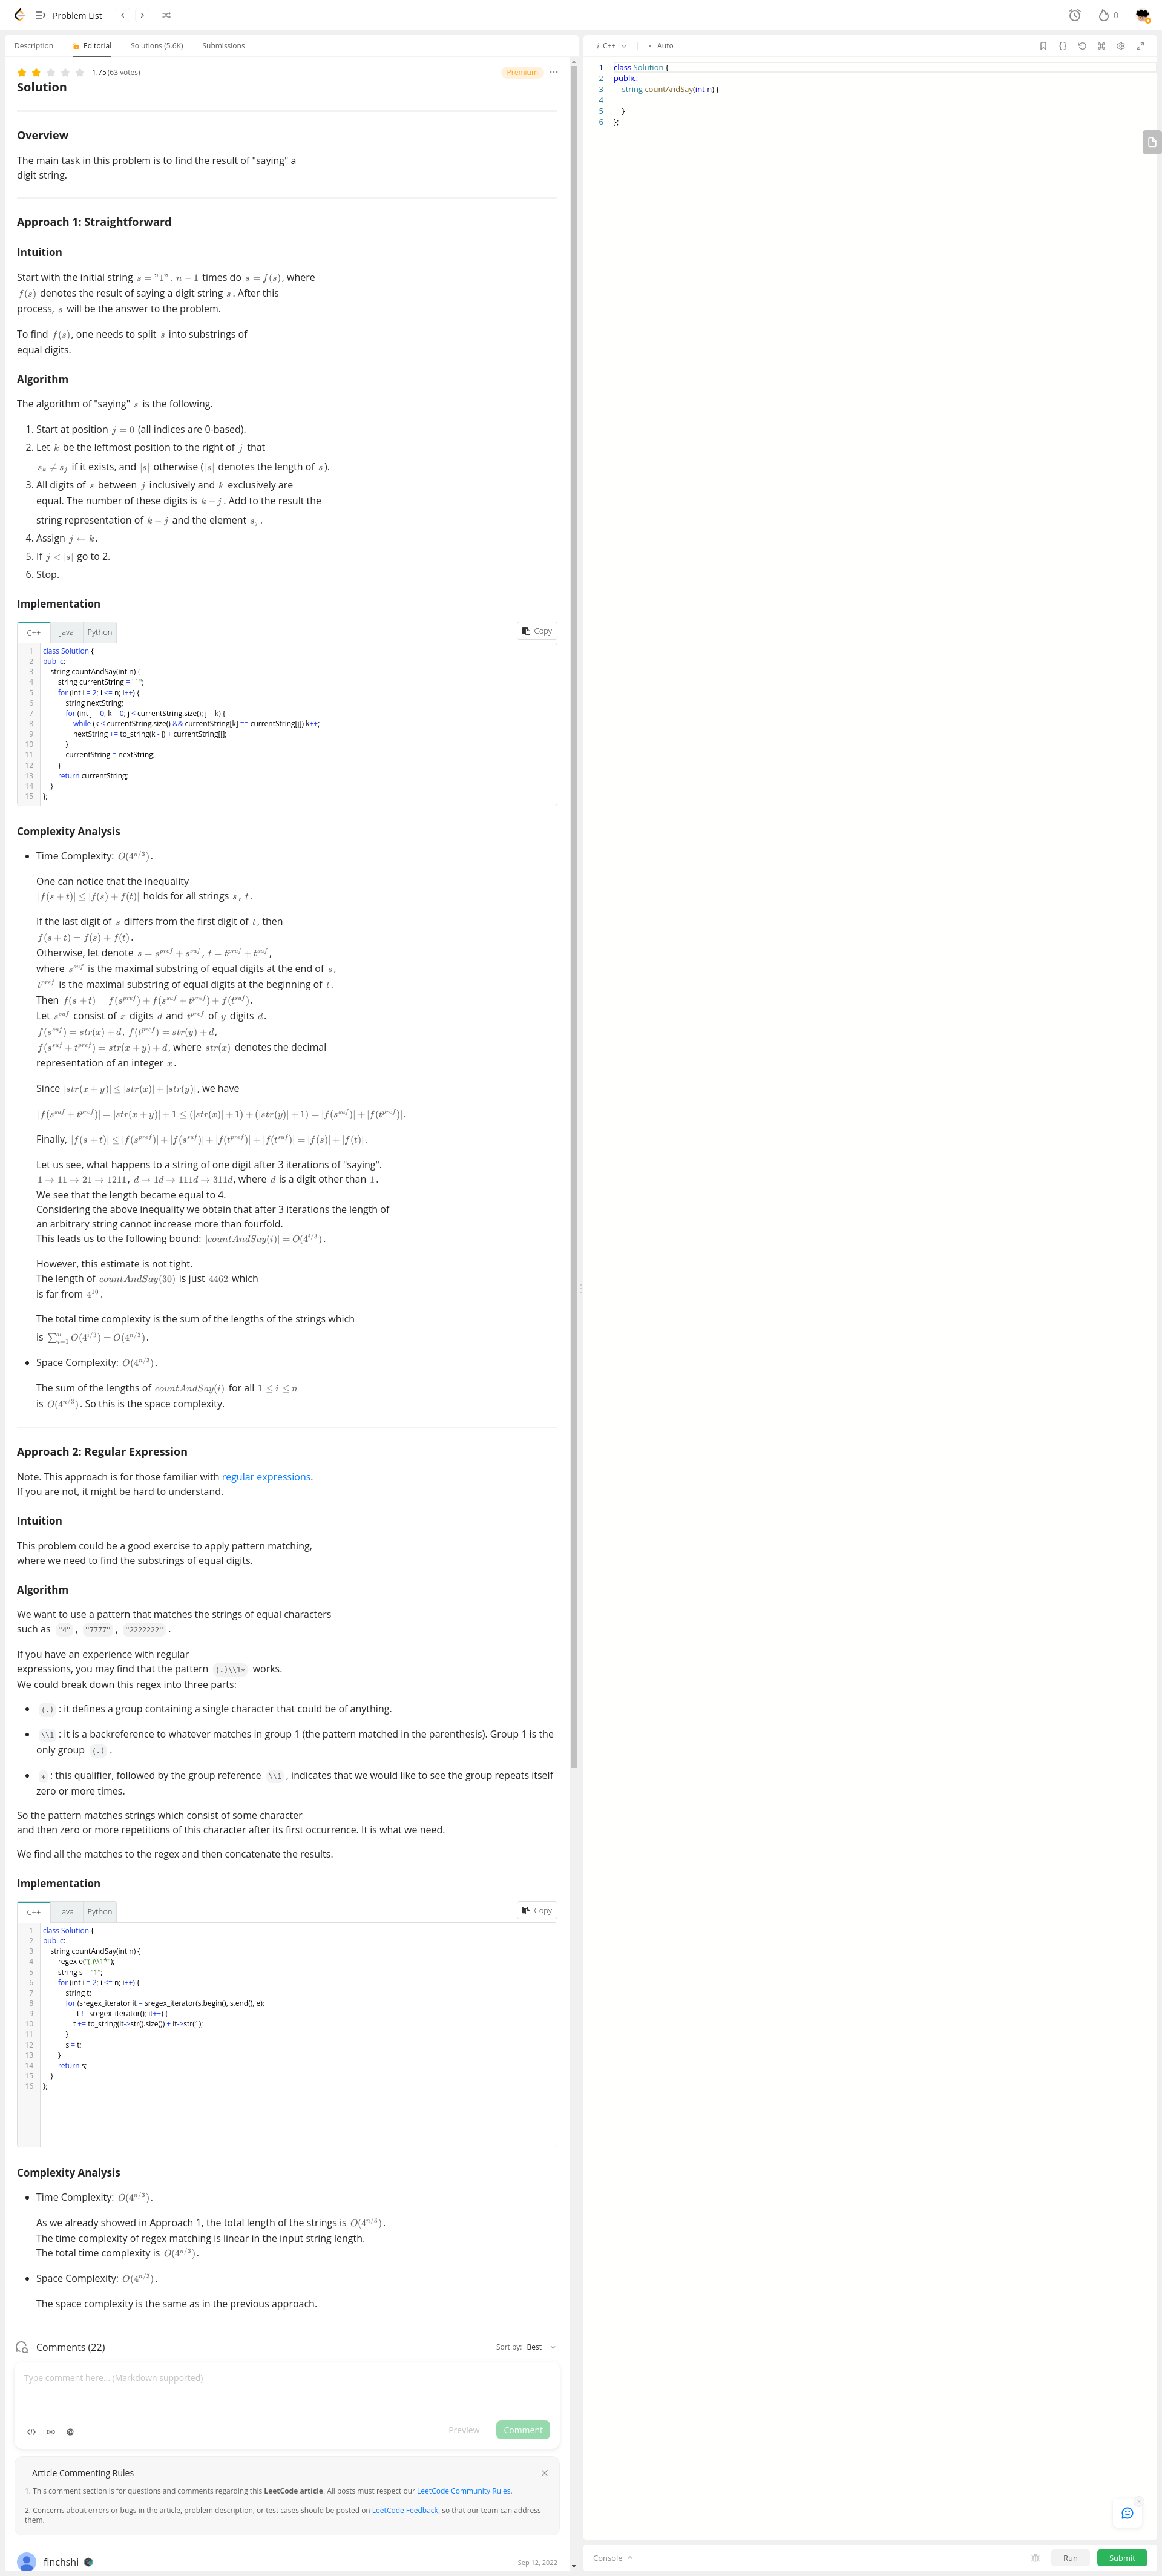 Problem List
0
Description
Editorial
Solutions (5.6K)
Submissions
1.75 (63 votes)
Premium
Solution
Overview
The main task in this problem is to find the result of "saying" a
digit string.
Approach 1: Straightforward
Intuition
Start with the initial string s = "1". n − 1 times do s = f(s), where
f(s) denotes the result of saying a digit string s. After this
process, s will be the answer to the problem.
To find f(s), one needs to split s into substrings of
equal digits.
Algorithm
The algorithm of "saying" s is the following.
1. Start at position j = 0 (all indices are 0-based).
2. Let k be the leftmost position to the right of j that
s_k ≠ s_j if it exists, and |s| otherwise (|s| denotes the length of s).
3. All digits of s between j inclusively and k exclusively are
equal. The number of these digits is k − j. Add to the result the
string representation of k − j and the element s_j.
4. Assign j ← k.
5. If j < |s| go to 2.
6. Stop.
Implementation
C++
Java
Python
Copy
1 class Solution {
2 public:
3 string countAndSay(int n) {
4 string currentString = "1";
5 for (int i = 2; i <= n; i++) {
6 string nextString;
7 for (int j = 0, k = 0; j < currentString.size(); j = k) {
8 while (k < currentString.size() && currentString[k] == currentString[j]) k++;
9 nextString += to_string(k - j) + currentString[j];
10 }
11 currentString = nextString;
12 }
13 return currentString;
14 }
15 };
Complexity Analysis
• Time Complexity: O(4^{n/3}).
One can notice that the inequality
|f(s + t)| ≤ |f(s) + f(t)| holds for all strings s, t.
If the last digit of s differs from the first digit of t, then
f(s + t) = f(s) + f(t).
Otherwise, let denote s = s^{pref} + s^{suf}, t = t^{pref} + t^{suf},
where s^{suf} is the maximal substring of equal digits at the end of s,
t^{pref} is the maximal substring of equal digits at the beginning of t.
Then f(s + t) = f(s^{pref}) + f(s^{suf} + t^{pref}) + f(t^{suf}).
Let s^{suf} consist of x digits d and t^{pref} of y digits d.
f(s^{suf}) = str(x) + d, f(t^{pref}) = str(y) + d,
f(s^{suf} + t^{pref}) = str(x + y) + d, where str(x) denotes the decimal
representation of an integer x.
Since |str(x + y)| ≤ |str(x)| + |str(y)|, we have
|f(s^{suf} + t^{pref})| = |str(x + y)| + 1 ≤ (|str(x)| + 1) + (|str(y)| + 1) = |f(s^{suf})| + |f(t^{pref})|.
Finally, |f(s + t)| ≤ |f(s^{pref})| + |f(s^{suf})| + |f(t^{pref})| + |f(t^{suf})| = |f(s)| + |f(t)|.
Let us see, what happens to a string of one digit after 3 iterations of "saying".
1 → 11 → 21 → 1211, d → 1d → 111d → 311d, where d is a digit other than 1.
We see that the length became equal to 4.
Considering the above inequality we obtain that after 3 iterations the length of
an arbitrary string cannot increase more than fourfold.
This leads us to the following bound: |countAndSay(i)| = O(4^{i/3}).
However, this estimate is not tight.
The length of countAndSay(30) is just 4462 which
is far from 4^{10}.
The total time complexity is the sum of the lengths of the strings which
is ∑_{i=1}^{n} O(4^{i/3}) = O(4^{n/3}).
• Space Complexity: O(4^{n/3}).
The sum of the lengths of countAndSay(i) for all 1 ≤ i ≤ n
is O(4^{n/3}). So this is the space complexity.
Approach 2: Regular Expression
Note. This approach is for those familiar with regular expressions.
If you are not, it might be hard to understand.
Intuition
This problem could be a good exercise to apply pattern matching,
where we need to find the substrings of equal digits.
Algorithm
We want to use a pattern that matches the strings of equal characters
such as "4", "7777", "2222222".
If you have an experience with regular
expressions, you may find that the pattern (.)\\1* works.
We could break down this regex into three parts:
• (.) : it defines a group containing a single character that could be of anything.
• \\1 : it is a backreference to whatever matches in group 1 (the pattern matched in the parenthesis). Group 1 is the
only group (.) .
• * : this qualifier, followed by the group reference \\1 , indicates that we would like to see the group repeats itself
zero or more times.
So the pattern matches strings which consist of some character
and then zero or more repetitions of this character after its first occurrence. It is what we need.
We find all the matches to the regex and then concatenate the results.
Implementation
C++
Java
Python
Copy
1 class Solution {
2 public:
3 string countAndSay(int n) {
4 regex e("(.)\\1*");
5 string s = "1";
6 for (int i = 2; i <= n; i++) {
7 string t;
8 for (sregex_iterator it = sregex_iterator(s.begin(), s.end(), e);
9 it != sregex_iterator(); it++) {
10 t += to_string(it->str().size()) + it->str(1);
11 }
12 s = t;
13 }
14 return s;
15 }
16 };
Complexity Analysis
• Time Complexity: O(4^{n/3}).
As we already showed in Approach 1, the total length of the strings is O(4^{n/3}).
The time complexity of regex matching is linear in the input string length.
The total time complexity is O(4^{n/3}).
• Space Complexity: O(4^{n/3}).
The space complexity is the same as in the previous approach.
Comments (22)
Sort by: Best
Type comment here... (Markdown supported)
Preview
Comment
Article Commenting Rules
1. This comment section is for questions and comments regarding this LeetCode article. All posts must respect our LeetCode Community Rules.
2. Concerns about errors or bugs in the article, problem description, or test cases should be posted on LeetCode Feedback, so that our team can address
them.
finchshi
Sep 12, 2022
i C++
Auto
1 class Solution {
2 public:
3 string countAndSay(int n) {
4
5 }
6 };
Console
Run
Submit